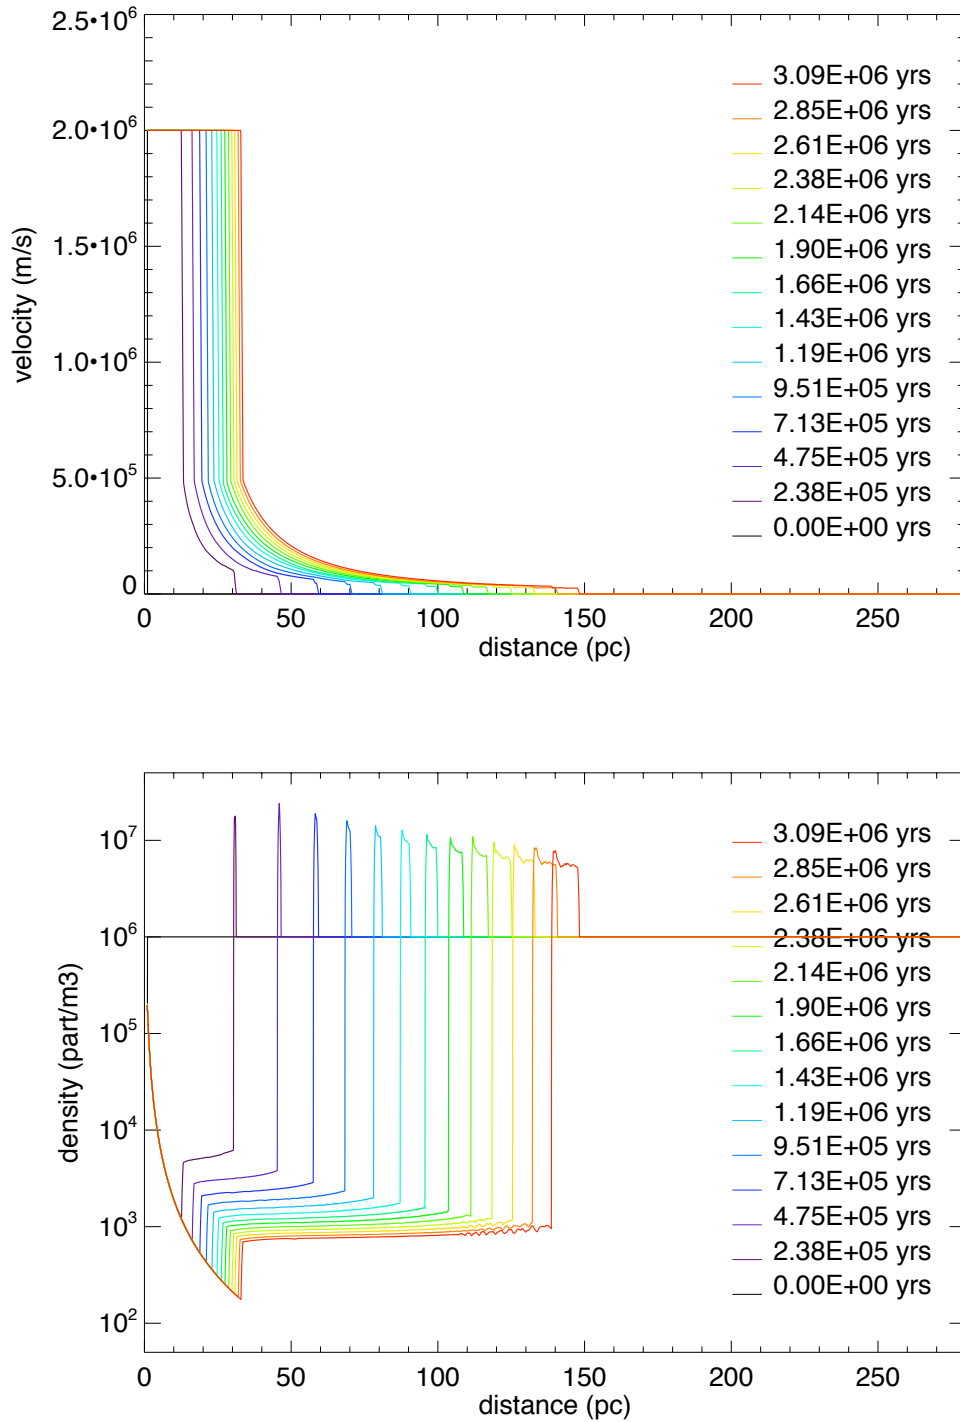 2.5•10⁶
2.0•10⁶
1.5•10⁶
1.0•10⁶
5.0•10⁵
0
velocity (m/s)
3.09E+06 yrs
2.85E+06 yrs
2.61E+06 yrs
2.38E+06 yrs
2.14E+06 yrs
1.90E+06 yrs
1.66E+06 yrs
1.43E+06 yrs
1.19E+06 yrs
9.51E+05 yrs
7.13E+05 yrs
4.75E+05 yrs
2.38E+05 yrs
0.00E+00 yrs
0 50 100 150 200 250
distance (pc)
10⁷
10⁶
10⁵
10⁴
10³
10²
density (part/m3)
3.09E+06 yrs
2.85E+06 yrs
2.61E+06 yrs
2.38E+06 yrs
2.14E+06 yrs
1.90E+06 yrs
1.66E+06 yrs
1.43E+06 yrs
1.19E+06 yrs
9.51E+05 yrs
7.13E+05 yrs
4.75E+05 yrs
2.38E+05 yrs
0.00E+00 yrs
0 50 100 150 200 250
distance (pc)